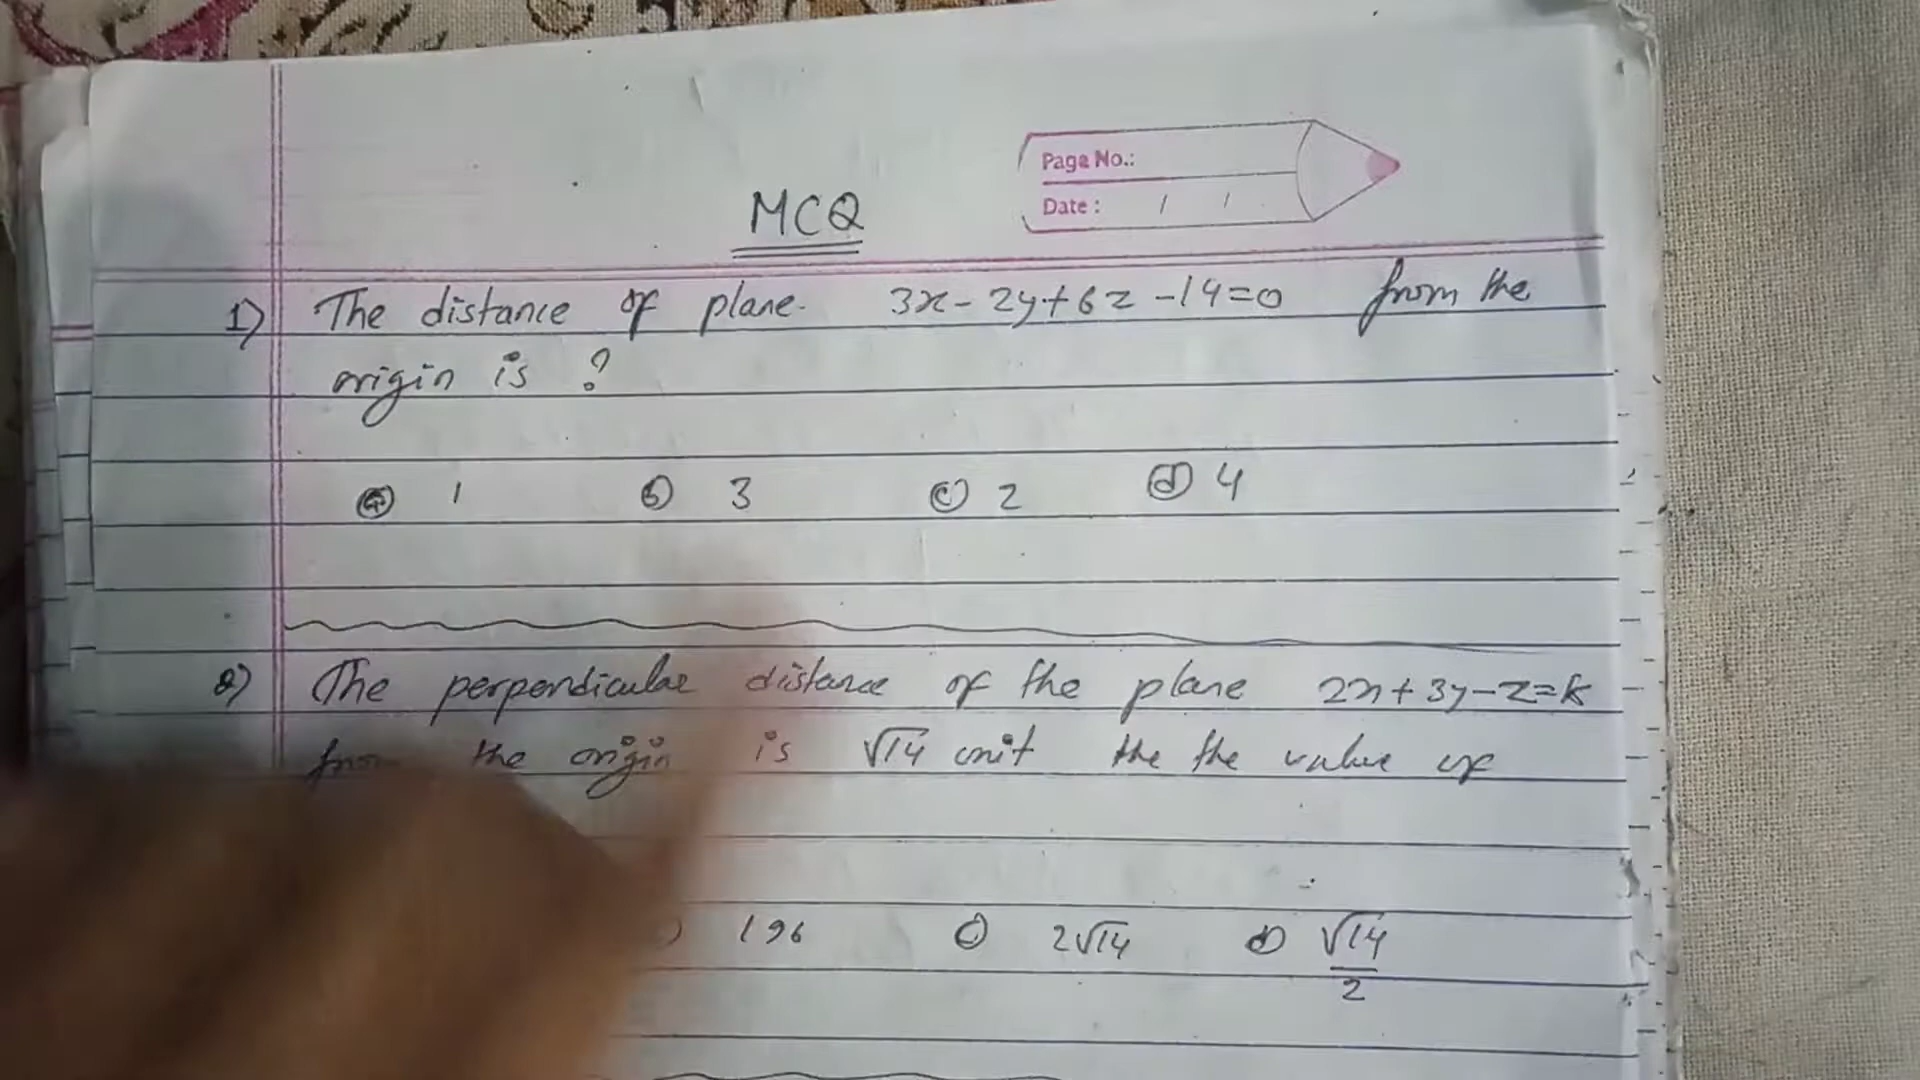 Page No.:
Date : / /
MCQ
1) The distance of plane. 3x - 2y + 6z - 14 = 0 from the
origin is ?
(a) 1 (b) 3 (c) 2 (d) 4
2) The perpendicular distance of the plane 2x + 3y - z = k
from the origin is √14 unit the the value of
196 (c) 2√14 (d) √14/2